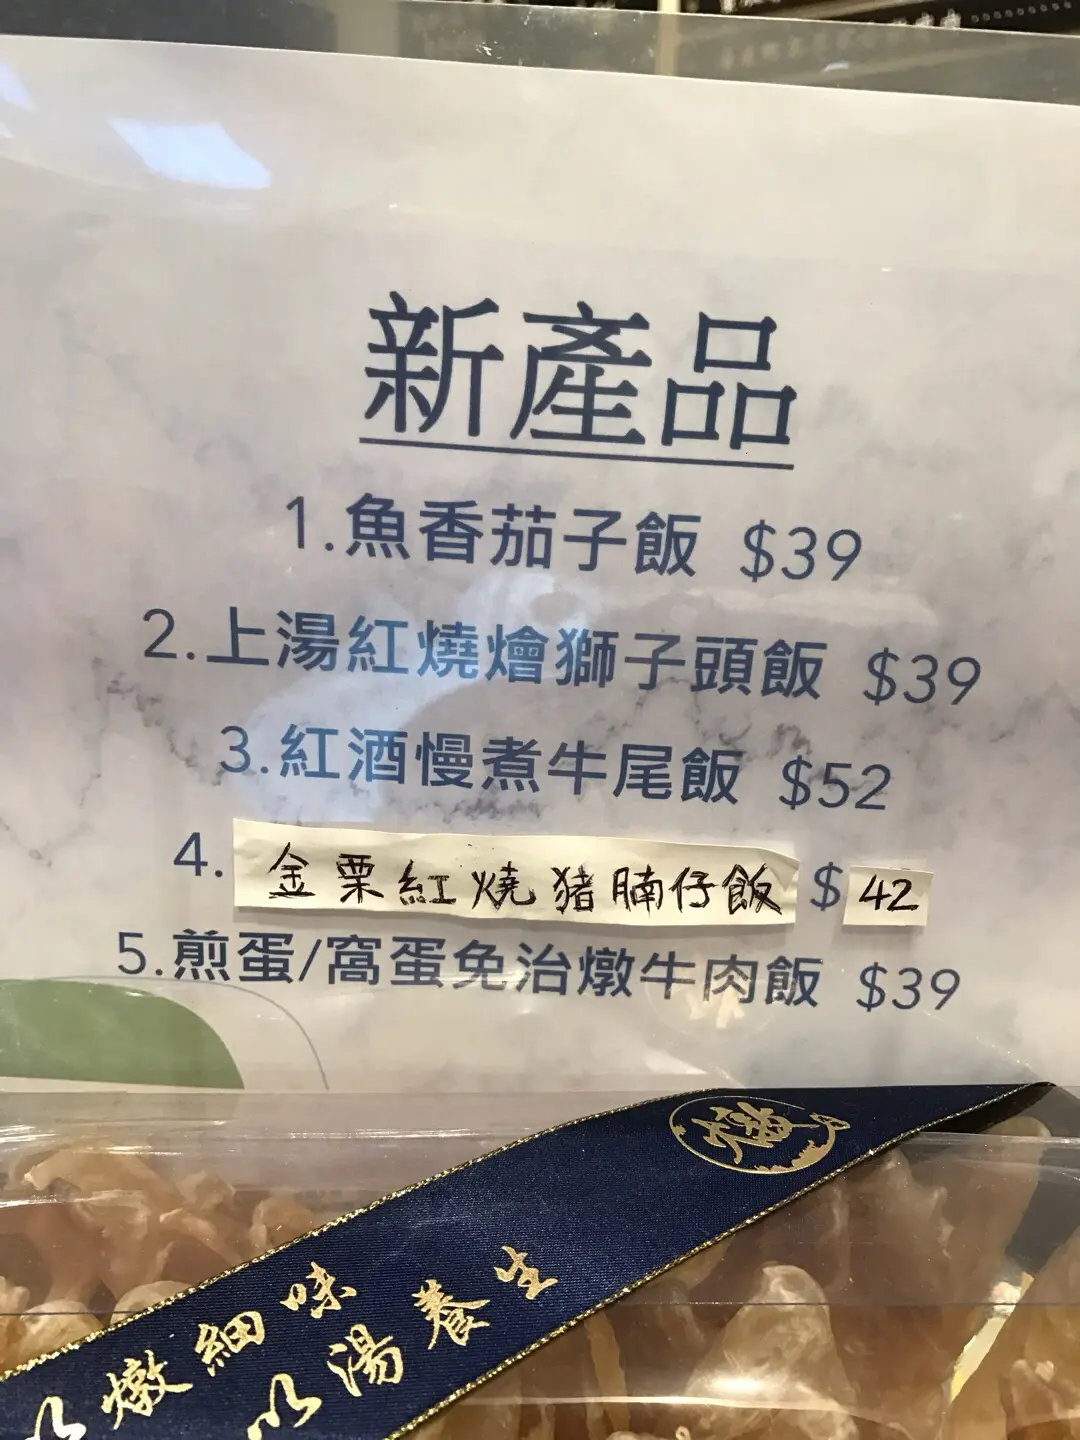 新產品
1.魚香茄子飯 $39
2.上湯紅燒燴獅子頭飯 $39
3.紅酒慢煮牛尾飯 $52
4.金栗紅燒豬腩仔飯 $42
5.煎蛋/窩蛋免治燉牛肉飯 $39
燉
以燉細味
以湯養生